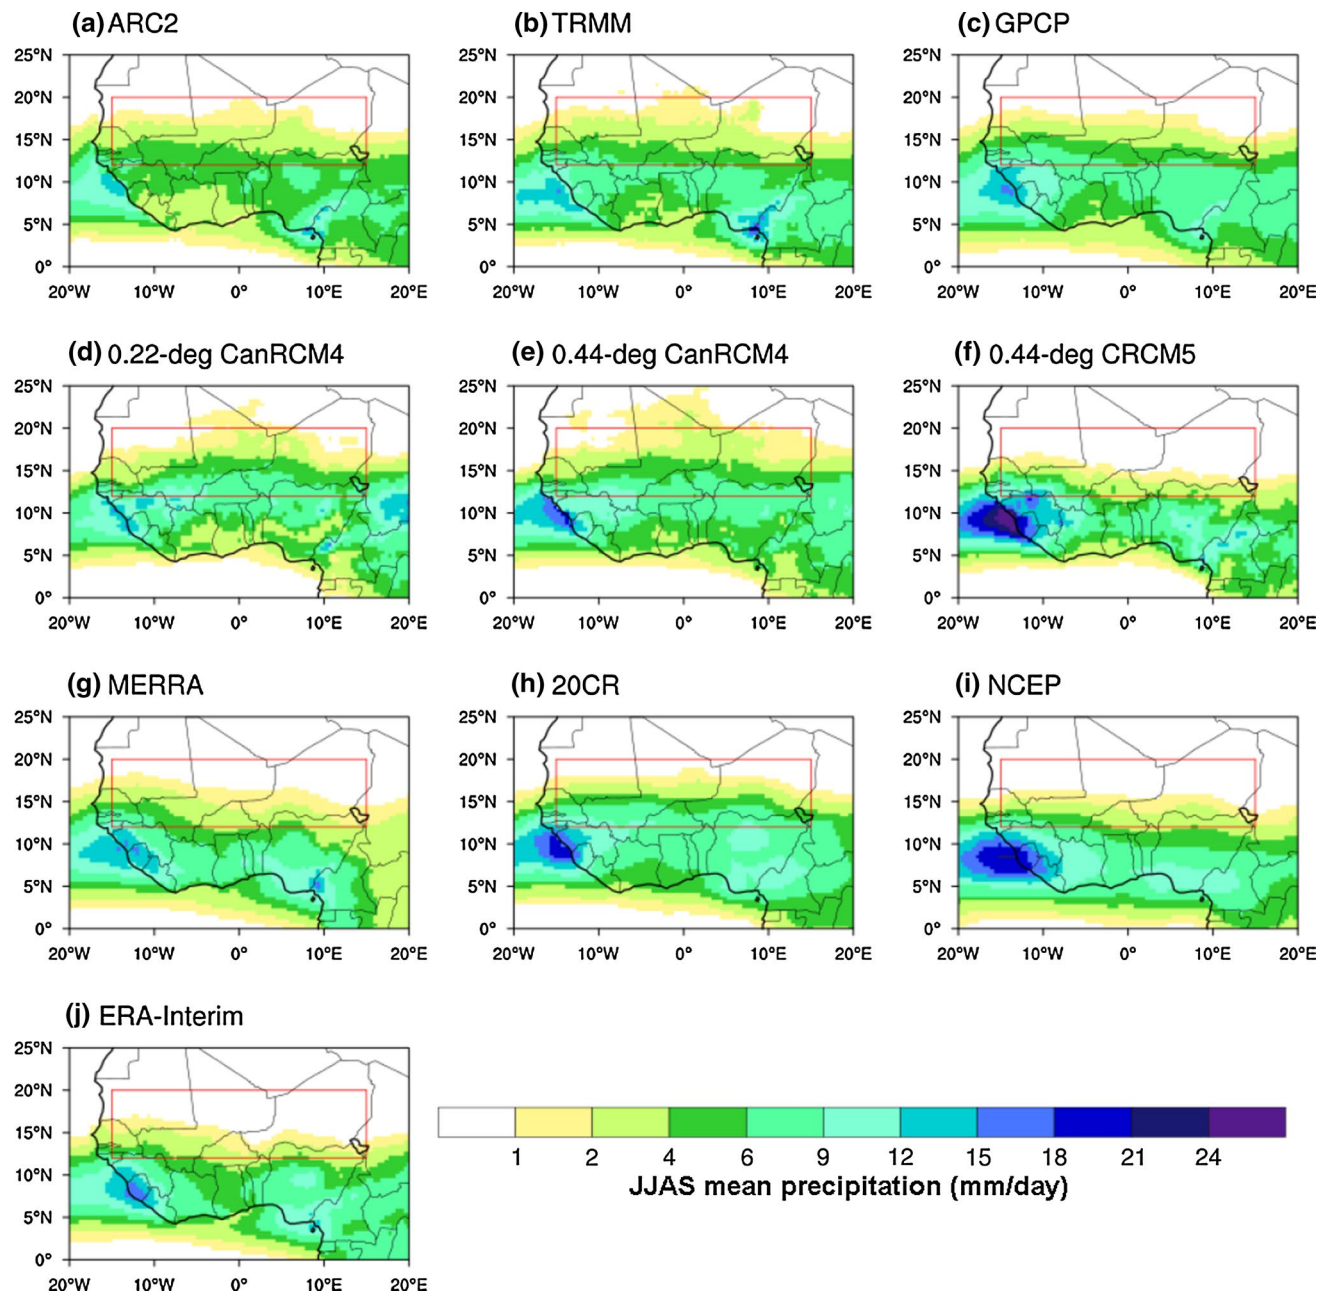 (a) ARC2
(b) TRMM
(c) GPCP
25°N
20°N
15°N
10°N
5°N
0°
20°W 10°W 0° 10°E 20°E
25°N
20°N
15°N
10°N
5°N
0°
20°W 10°W 0° 10°E 20°E
25°N
20°N
15°N
10°N
5°N
0°
20°W 10°W 0° 10°E 20°E
(d) 0.22-deg CanRCM4
(e) 0.44-deg CanRCM4
(f) 0.44-deg CRCM5
25°N
20°N
15°N
10°N
5°N
0°
20°W 10°W 0° 10°E 20°E
25°N
20°N
15°N
10°N
5°N
0°
20°W 10°W 0° 10°E 20°E
25°N
20°N
15°N
10°N
5°N
0°
20°W 10°W 0° 10°E 20°E
(g) MERRA
(h) 20CR
(i) NCEP
25°N
20°N
15°N
10°N
5°N
0°
20°W 10°W 0° 10°E 20°E
25°N
20°N
15°N
10°N
5°N
0°
20°W 10°W 0° 10°E 20°E
25°N
20°N
15°N
10°N
5°N
0°
20°W 10°W 0° 10°E 20°E
(j) ERA-Interim
25°N
20°N
15°N
10°N
5°N
0°
20°W 10°W 0° 10°E 20°E
1 2 4 6 9 12 15 18 21 24
JJAS mean precipitation (mm/day)